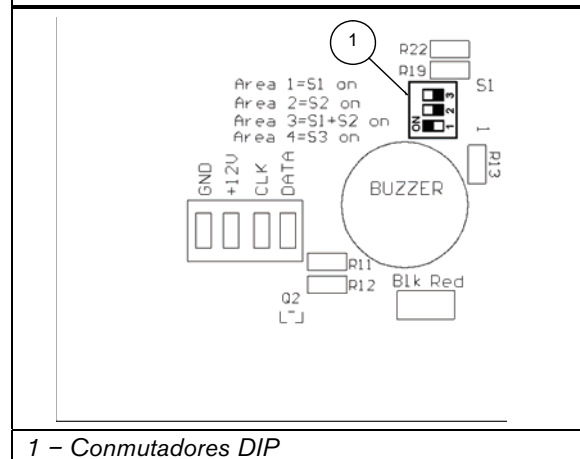 1
R22
R19
S1
Area 1=S1 on
Area 2=S2 on
Area 3=S1+S2 on
Area 4=S3 on
ON
1 2 3
1
R13
GND
+12V
CLK
DATA
BUZZER
R11
R12
Blk Red
Q2
1 – Conmutadores DIP